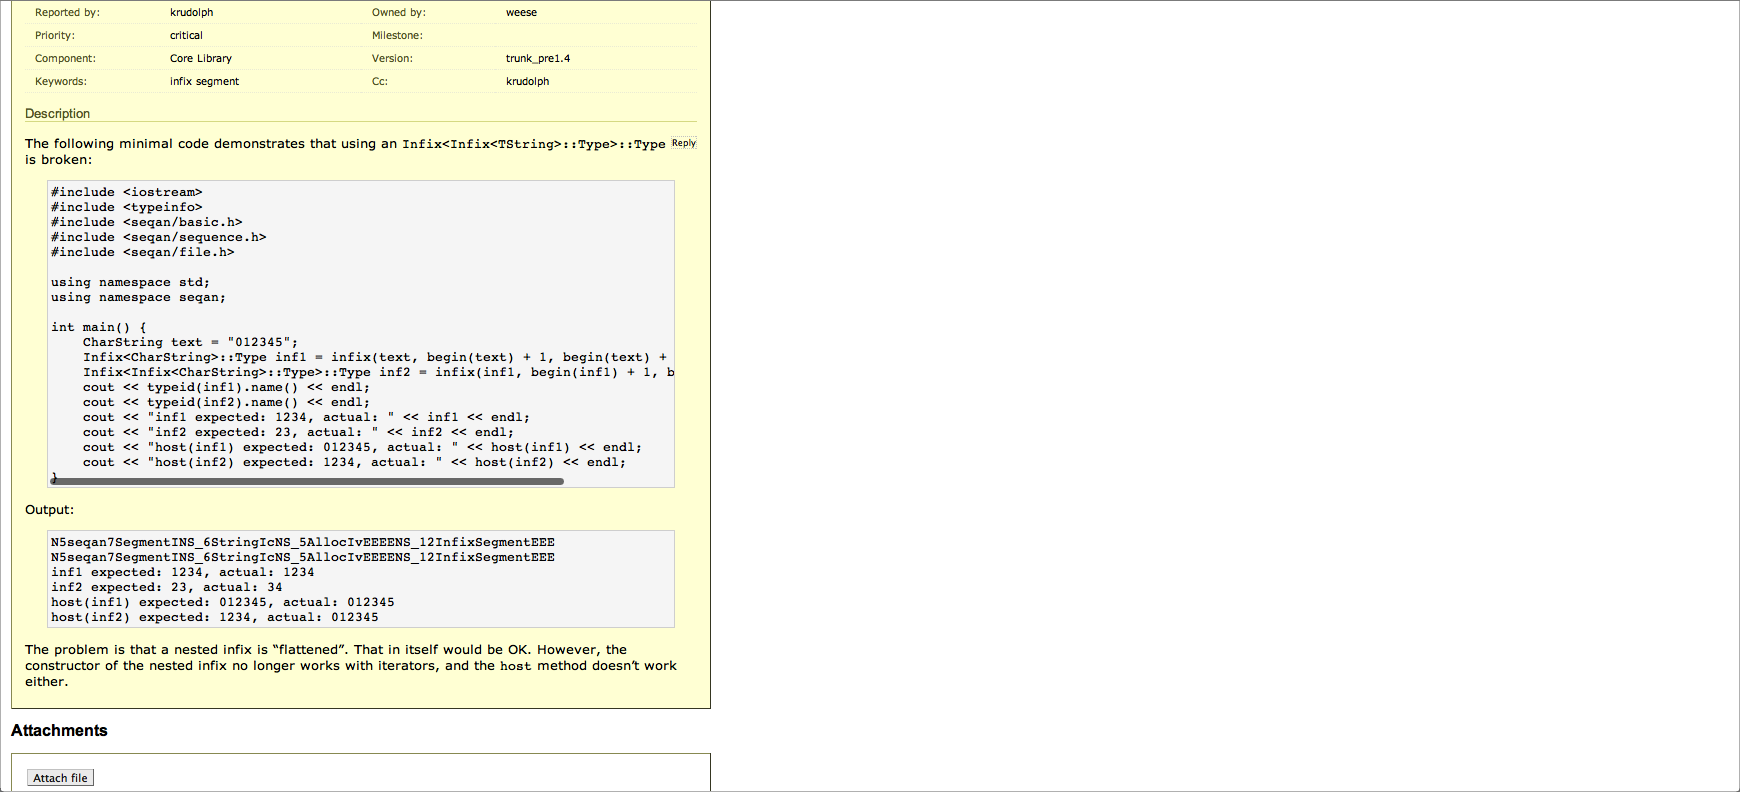 Reported by: krudolph Owned by: weese
Priority: critical Milestone:
Component: Core Library Version: trunk_pre1.4
Keywords: infix segment Cc: krudolph
Description
The following minimal code demonstrates that using an Infix<Infix<TString>::Type>::Type Reply
is broken:
#include <iostream>
#include <typeinfo>
#include <seqan/basic.h>
#include <seqan/sequence.h>
#include <seqan/file.h>
using namespace std;
using namespace seqan;
int main() {
    CharString text = "012345";
    Infix<CharString>::Type inf1 = infix(text, begin(text) + 1, begin(text) +
    Infix<Infix<CharString>::Type>::Type inf2 = infix(inf1, begin(inf1) + 1, b
    cout << typeid(inf1).name() << endl;
    cout << typeid(inf2).name() << endl;
    cout << "inf1 expected: 1234, actual: " << inf1 << endl;
    cout << "inf2 expected: 23, actual: " << inf2 << endl;
    cout << "host(inf1) expected: 012345, actual: " << host(inf1) << endl;
    cout << "host(inf2) expected: 1234, actual: " << host(inf2) << endl;
}
Output:
N5seqan7SegmentINS_6StringIcNS_5AllocIvEEEENS_12InfixSegmentEEE
N5seqan7SegmentINS_6StringIcNS_5AllocIvEEEENS_12InfixSegmentEEE
inf1 expected: 1234, actual: 1234
inf2 expected: 23, actual: 34
host(inf1) expected: 012345, actual: 012345
host(inf2) expected: 1234, actual: 012345
The problem is that a nested infix is “flattened”. That in itself would be OK. However, the
constructor of the nested infix no longer works with iterators, and the host method doesn’t work
either.
Attachments
Attach file